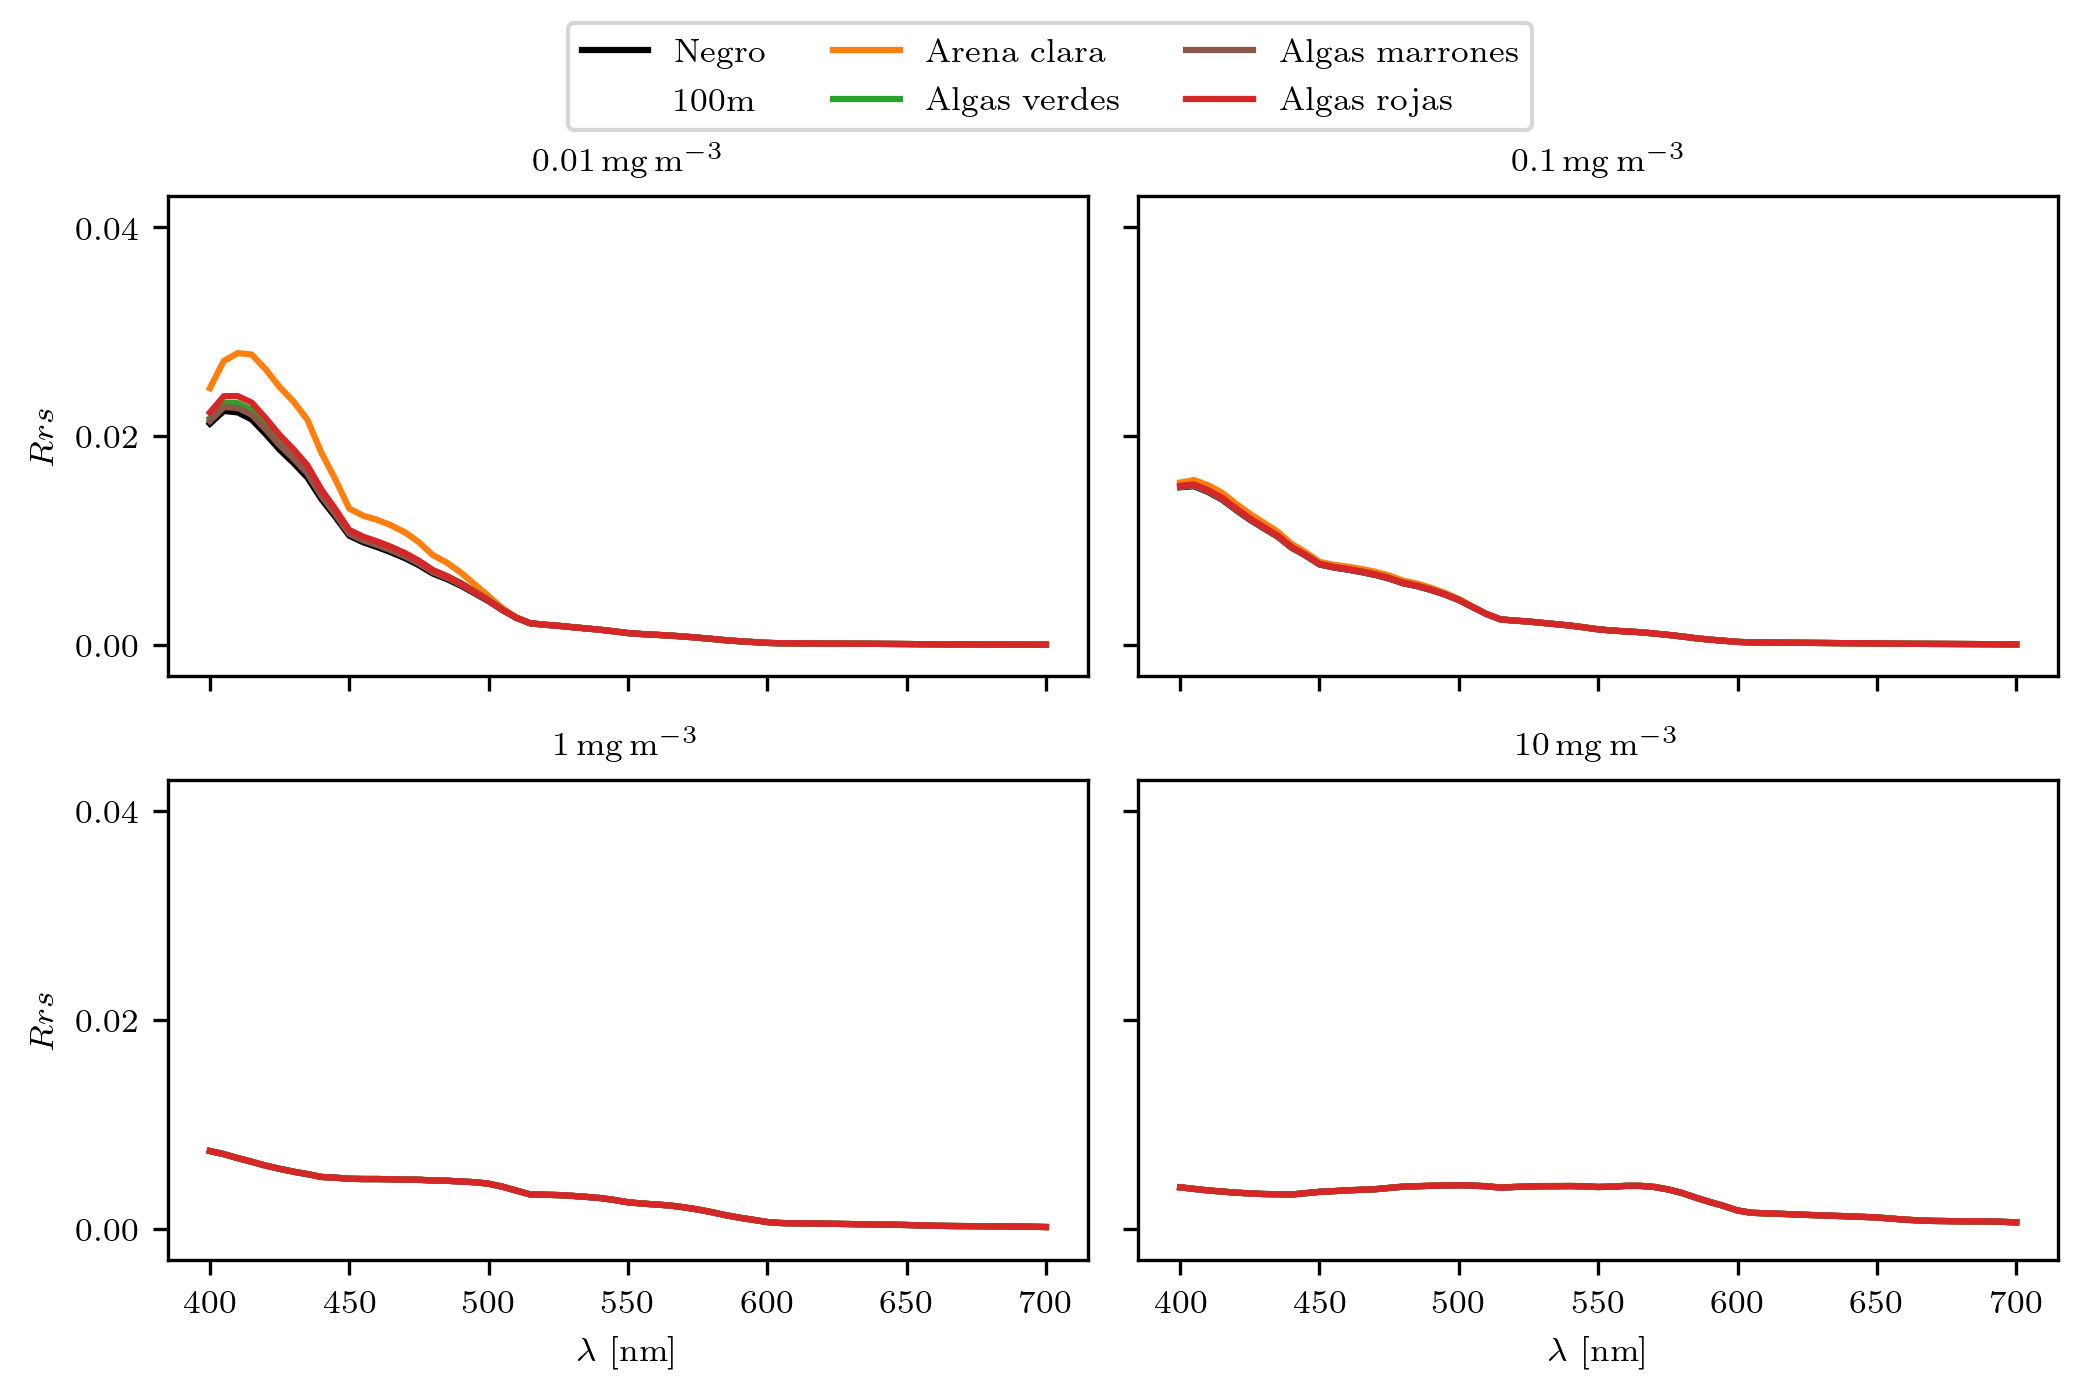 Negro Arena clara Algas marrones
100m Algas verdes Algas rojas
0.01 mg m⁻³ 0.1 mg m⁻³
0.04
0.02
0.00
Rrs
1 mg m⁻³ 10 mg m⁻³
0.04
0.02
0.00
Rrs
400 450 500 550 600 650 700 400 450 500 550 600 650 700
λ [nm] λ [nm]